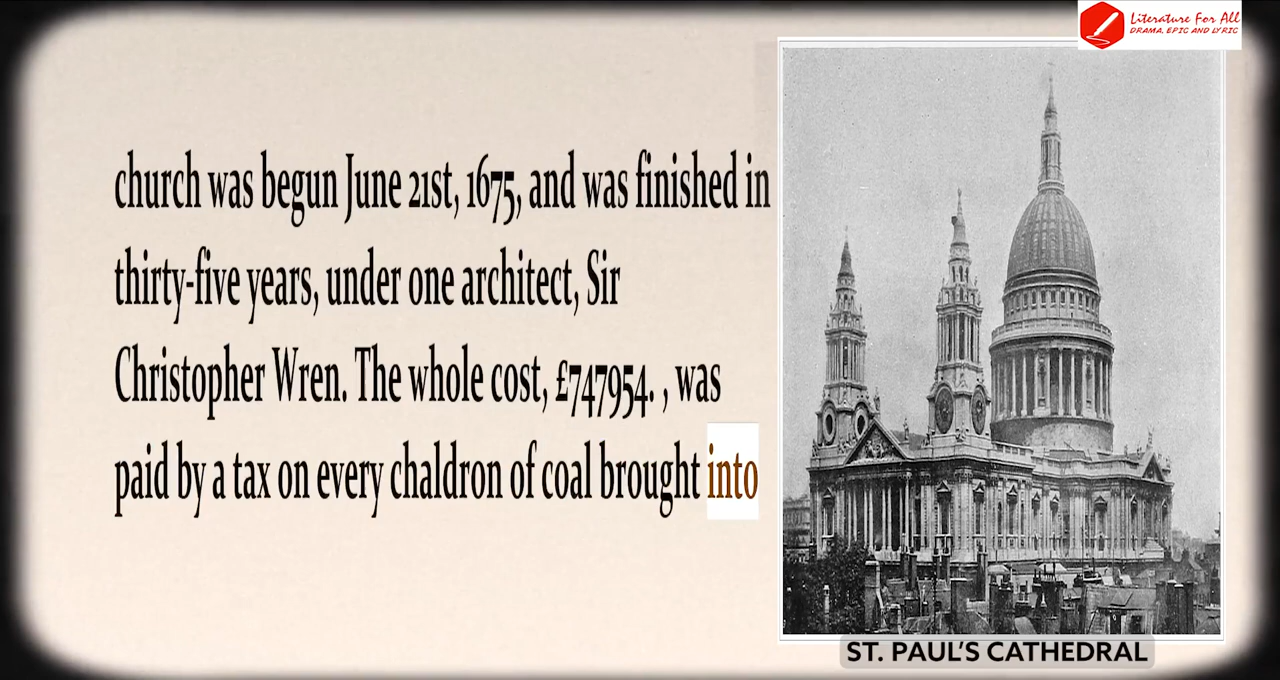 Literature For All
DRAMA, EPIC AND LYRIC
church was begun June 21st, 1675, and was finished in
thirty-five years, under one architect, Sir
Christopher Wren. The whole cost, £747954. , was
paid by a tax on every chaldron of coal brought into
ST. PAUL'S CATHEDRAL